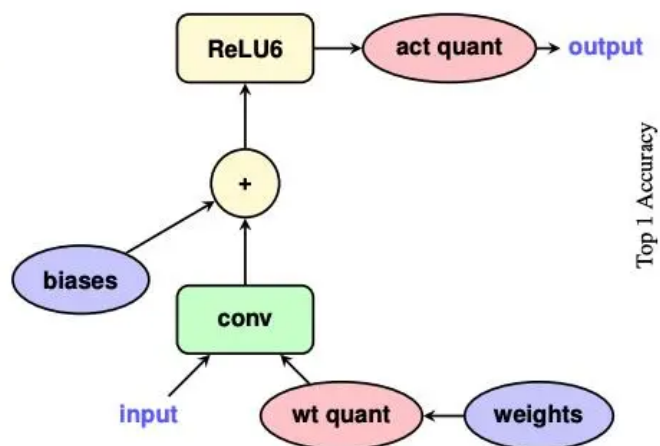 ReLU6
act quant
output
Top 1 Accuracy
+
biases
conv
input
wt quant
weights